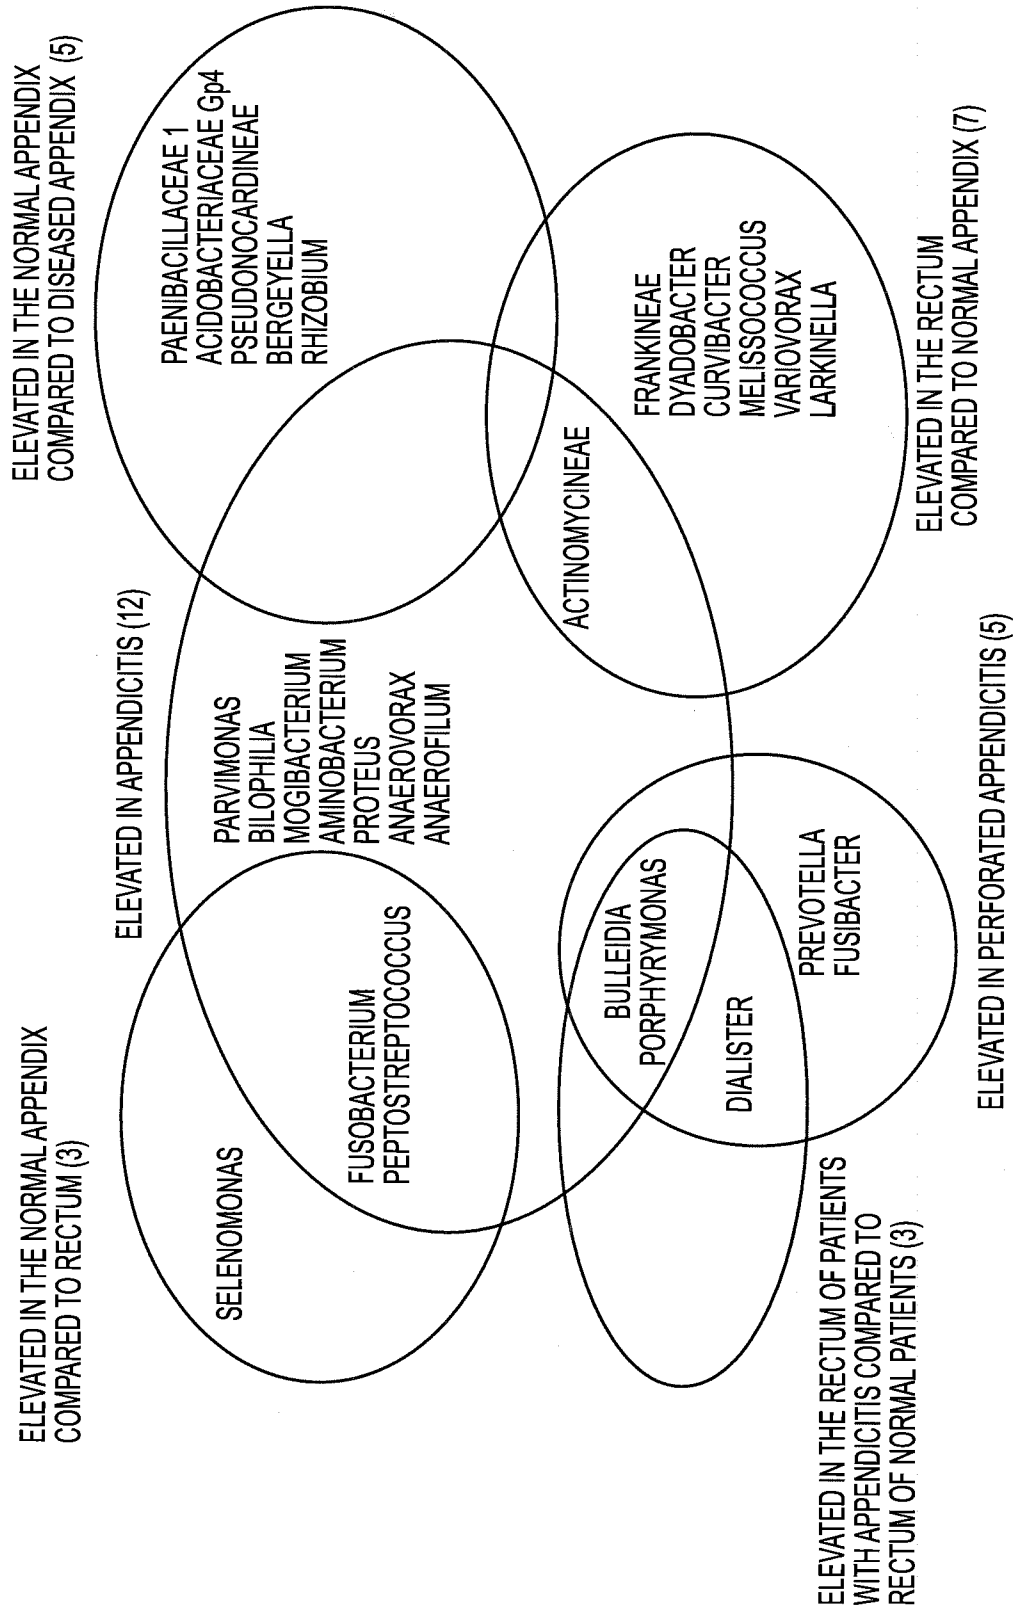 ELEVATED IN THE NORMAL APPENDIX
COMPARED TO RECTUM (3)
SELENOMONAS
FUSOBACTERIUM
PEPTOSTREPTOCOCCUS
ELEVATED IN APPENDICITIS (12)
PARVIMONAS
BILOPHILIA
MOGIBACTERIUM
AMINOBACTERIUM
PROTEUS
ANAEROVORAX
ANAEROFILUM
ELEVATED IN THE NORMAL APPENDIX
COMPARED TO DISEASED APPENDIX (5)
PAENIBACILLACEAE 1
ACIDOBACTERIACEAE Gp4
PSEUDONOCARDINEAE
BERGEYELLA
RHIZOBIUM
BULLEIDIA
PORPHYRYMONAS
DIALISTER
PREVOTELLA
FUSIBACTER
ACTINOMYCINEAE
FRANKINEAE
DYADOBACTER
CURVIBACTER
MELISSOCOCCUS
VARIOVORAX
LARKINELLA
ELEVATED IN THE RECTUM OF PATIENTS
WITH APPENDICITIS COMPARED TO
RECTUM OF NORMAL PATIENTS (3)
ELEVATED IN PERFORATED APPENDICITIS (5)
ELEVATED IN THE RECTUM
COMPARED TO NORMAL APPENDIX (7)